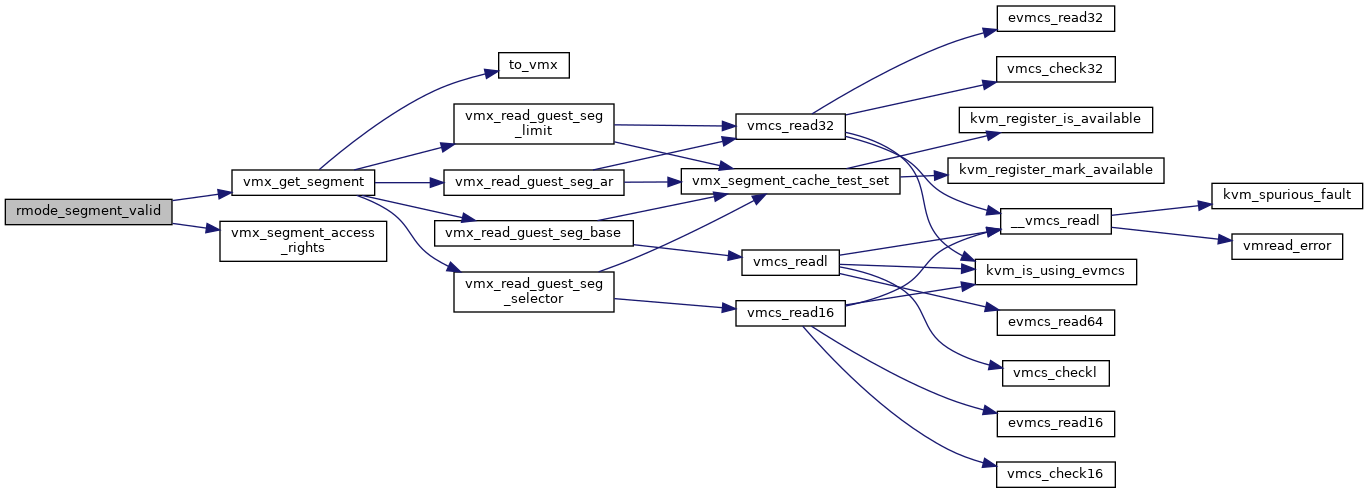 rmode_segment_valid
vmx_get_segment
vmx_segment_access
_rights
to_vmx
vmx_read_guest_seg
_limit
vmx_read_guest_seg_ar
vmx_read_guest_seg_base
vmx_read_guest_seg
_selector
vmcs_read32
vmx_segment_cache_test_set
vmcs_readl
vmcs_read16
evmcs_read32
vmcs_check32
kvm_register_is_available
kvm_register_mark_available
__vmcs_readl
kvm_is_using_evmcs
evmcs_read64
vmcs_checkl
evmcs_read16
vmcs_check16
kvm_spurious_fault
vmread_error